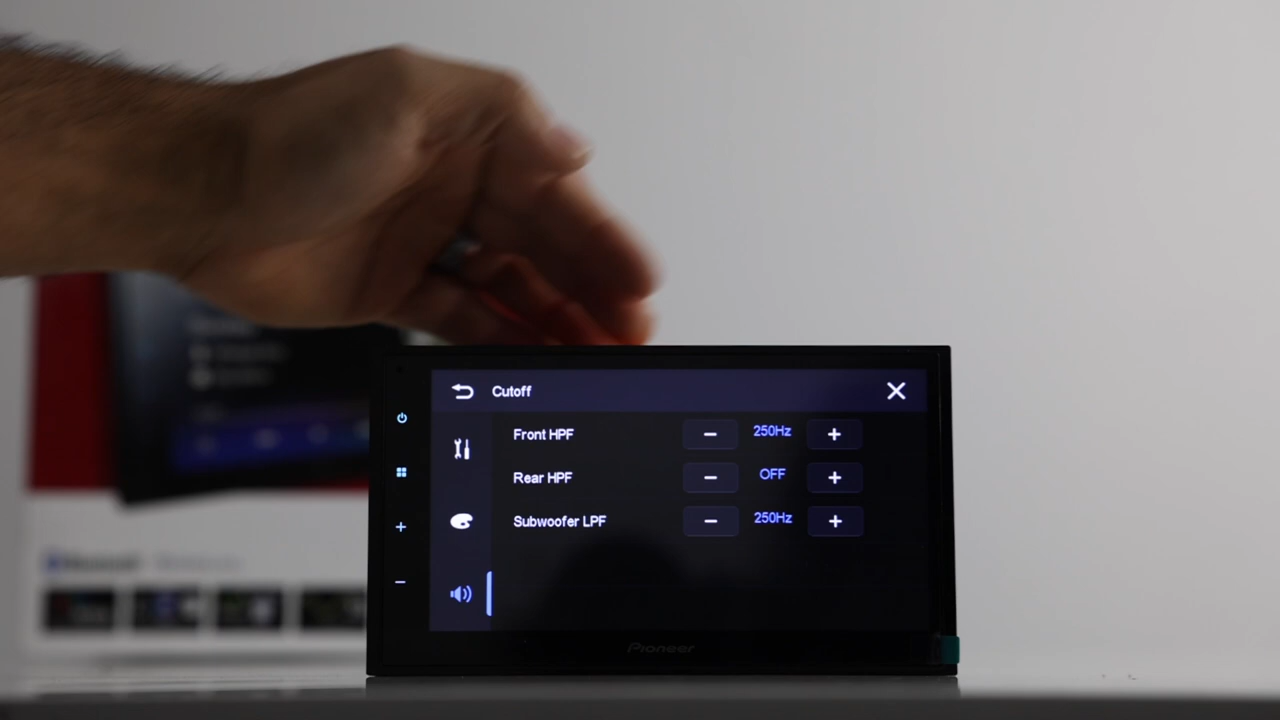 Cutoff
Front HPF 250Hz
Rear HPF OFF
Subwoofer LPF 250Hz
Pioneer